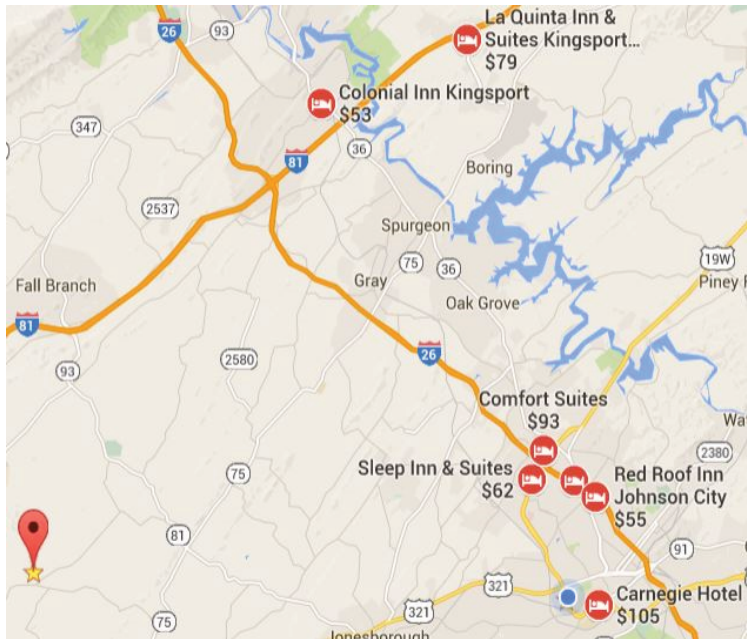 La Quinta Inn &
Suites Kingsport...
$79
26
93
Colonial Inn Kingsport
$53
347
36
81
Boring
2537
Spurgeon
75
36
19W
Gray
Piney
Fall Branch
Oak Grove
81
26
2580
93
Comfort Suites
$93
2380
Sleep Inn & Suites
$62
Red Roof Inn
Johnson City
$55
75
81
91
321
321
Carnegie Hotel
$105
75
Jonesborough